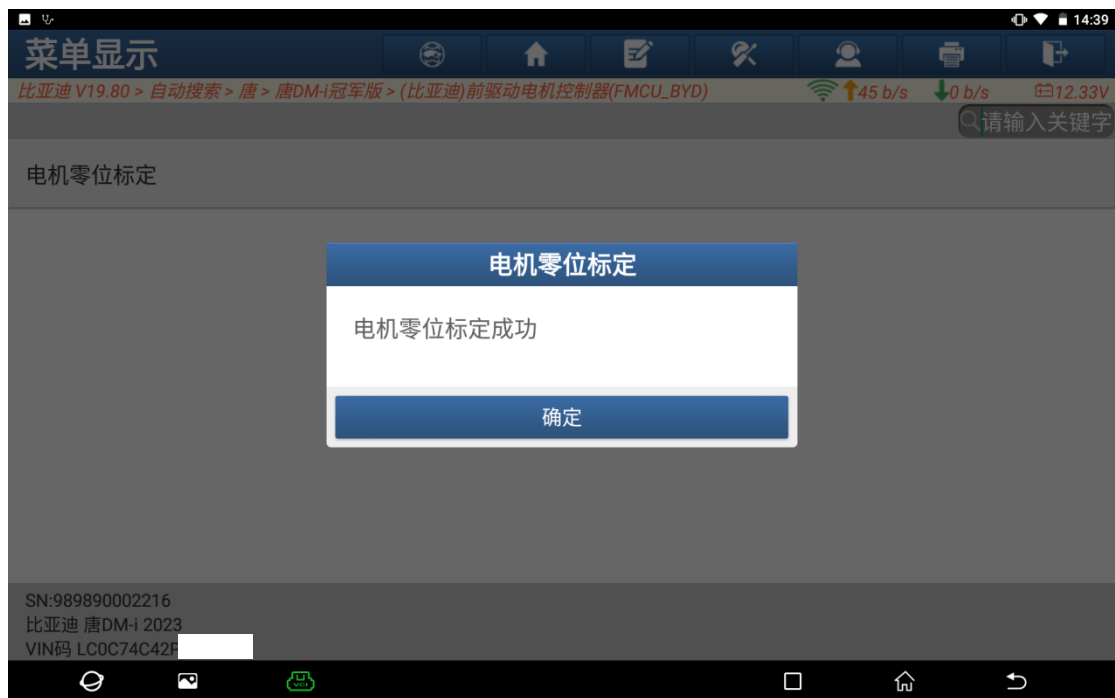 14:39
菜单显示
比亚迪 V19.80 > 自动搜索 > 唐 > 唐DM-i冠军版 > (比亚迪)前驱动电机控制器(FMCU_BYD) 45 b/s 0 b/s 12.33V
请输入关键字
电机零位标定
电机零位标定
电机零位标定成功
确定
SN:989890002216
比亚迪 唐DM-i 2023
VIN码 LC0C74C42P
VCI